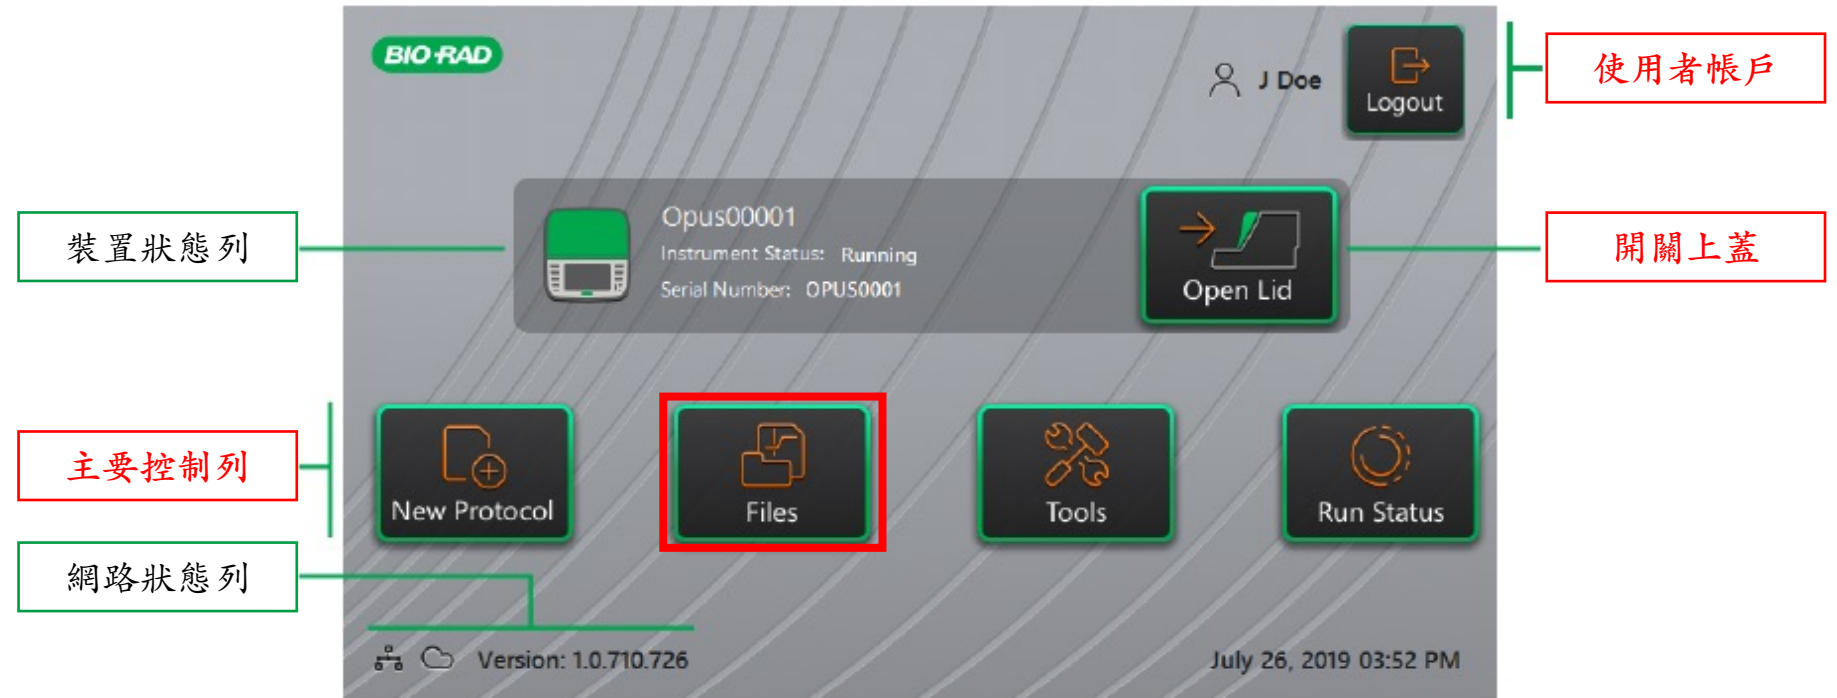 BIO-RAD
J Doe
Logout
使用者帳戶
裝置狀態列
Opus00001
Instrument Status: Running
Serial Number: OPUS0001
Open Lid
開關上蓋
主要控制列
New Protocol
Files
Tools
Run Status
網路狀態列
Version: 1.0.710.726
July 26, 2019 03:52 PM